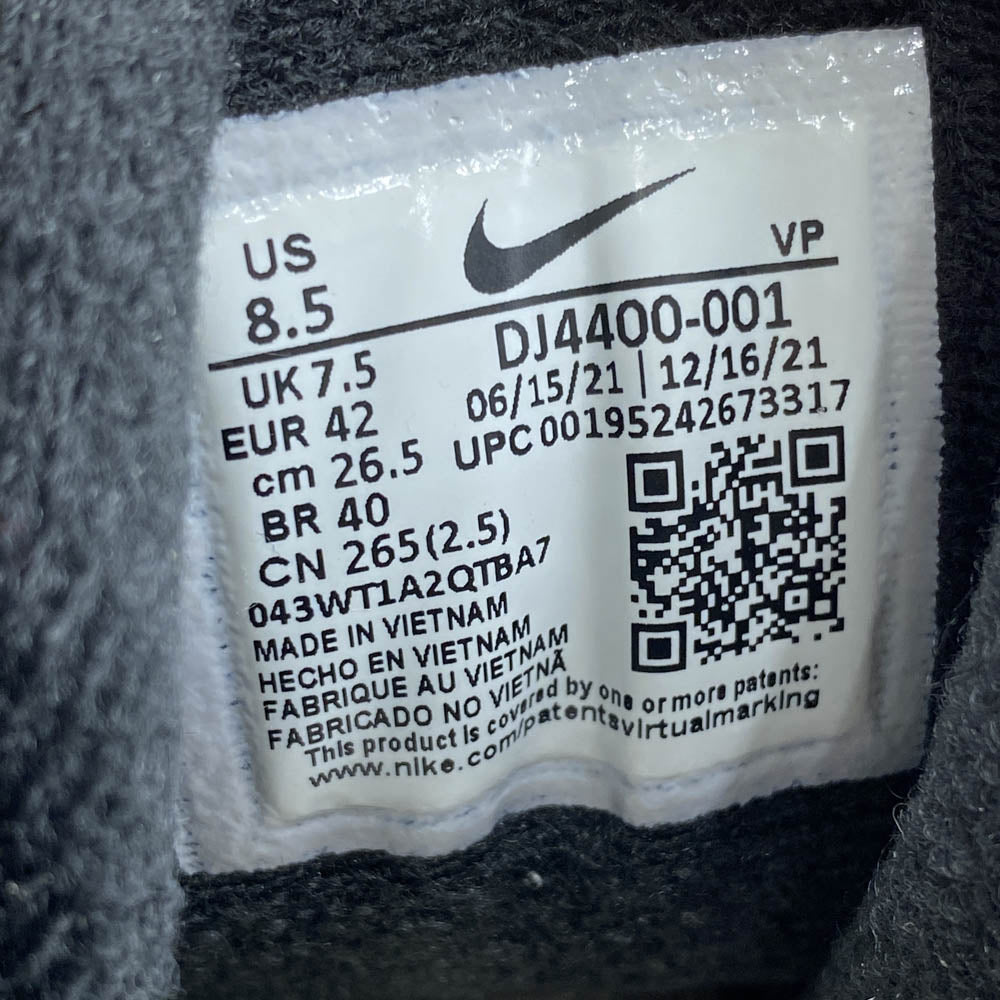 US
8.5
VP
UK 7.5
DJ4400-001
EUR 42
06/15/21 | 12/16/21
cm 26.5
UPC 00195242673317
BR 40
CN 265(2.5)
043WT1A2QTBA7
MADE IN VIETNAM
HECHO EN VIETNAM
FABRIQUE AU VIETNAM
FABRICADO NO VIETNÃ
This product is covered by one or more patents:
www.nike.com/patentsvirtualmarking